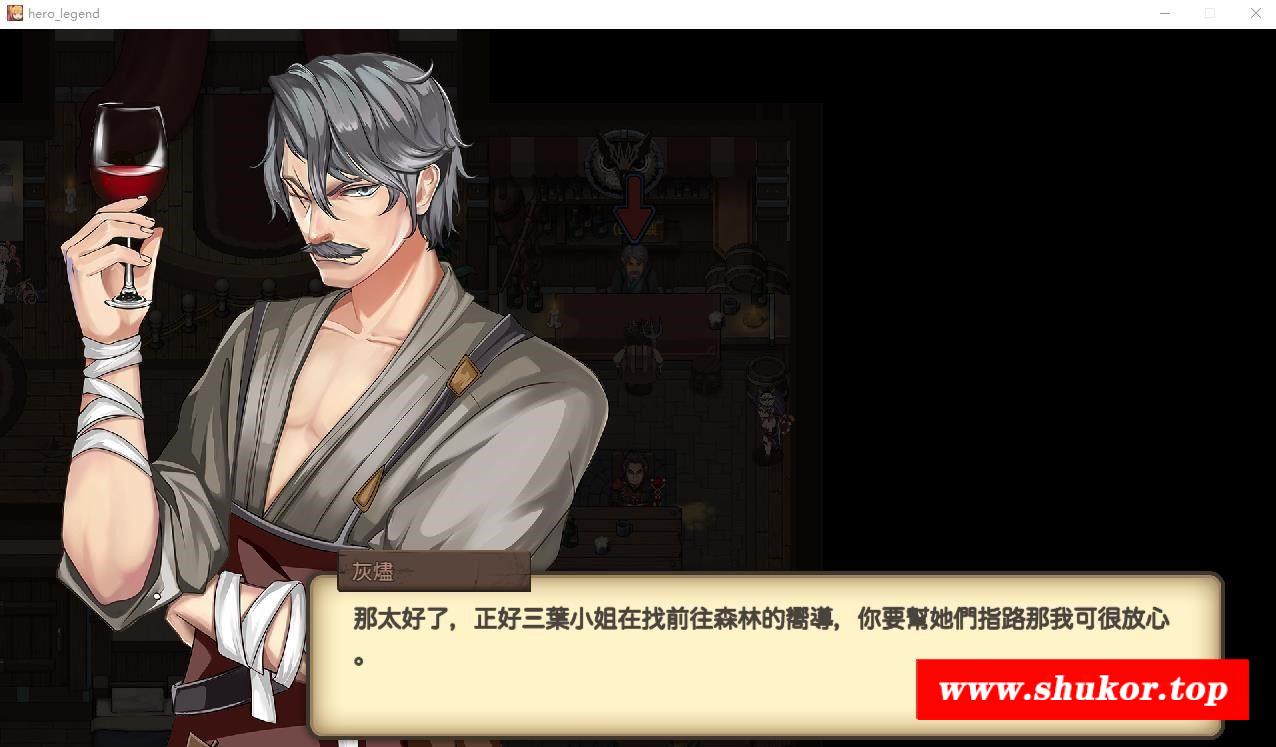 hero_legend
灰燼
那太好了，正好三葉小姐在找前往森林的嚮導，你要幫她們指路那我可很放心
。
www.shukor.top